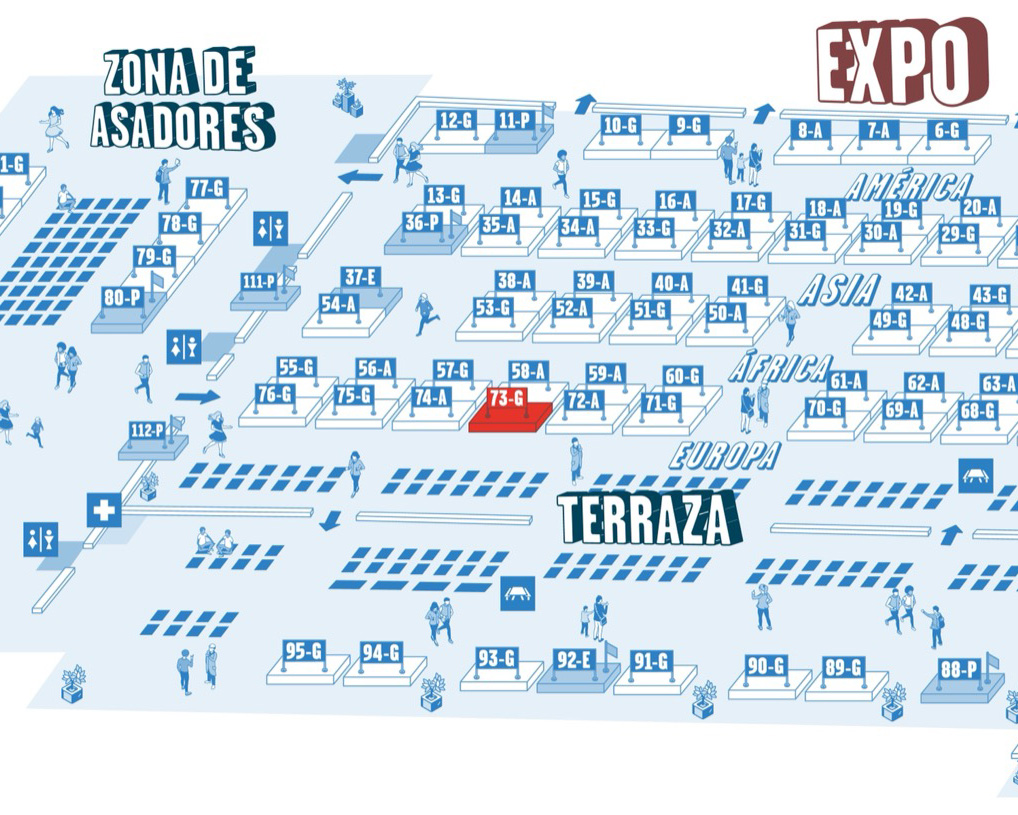 EXPO
ZONA DE
ASADORES
12-G
11-P
10-G
9-G
8-A
7-A
6-G
1-G
77-G
78-G
79-G
80-P
AMÉRICA
13-G
14-A
15-G
16-A
17-G
18-A
19-G
20-A
36-P
35-A
34-A
33-G
32-A
31-G
30-A
29-G
111-P
ASIA
37-E
38-A
39-A
40-A
41-G
42-A
43-G
54-A
53-G
52-A
51-G
50-A
49-G
48-G
ÁFRICA
55-G
56-A
57-G
58-A
59-A
60-G
61-A
62-A
63-A
76-G
75-G
74-A
73-G
72-A
71-G
70-G
69-A
68-G
112-P
EUROPA
TERRAZA
95-G
94-G
93-G
92-E
91-G
90-G
89-G
88-P